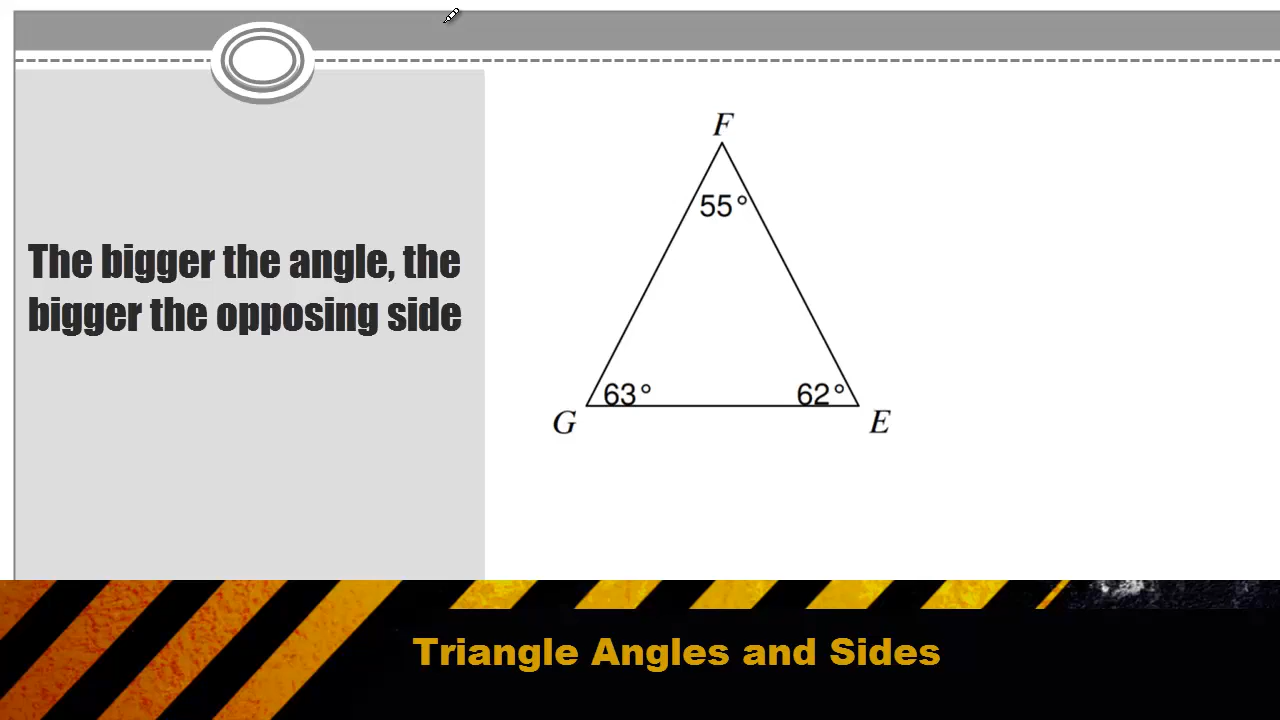 F
55°
The bigger the angle, the
bigger the opposing side
63° 62°
G E
Triangle Angles and Sides